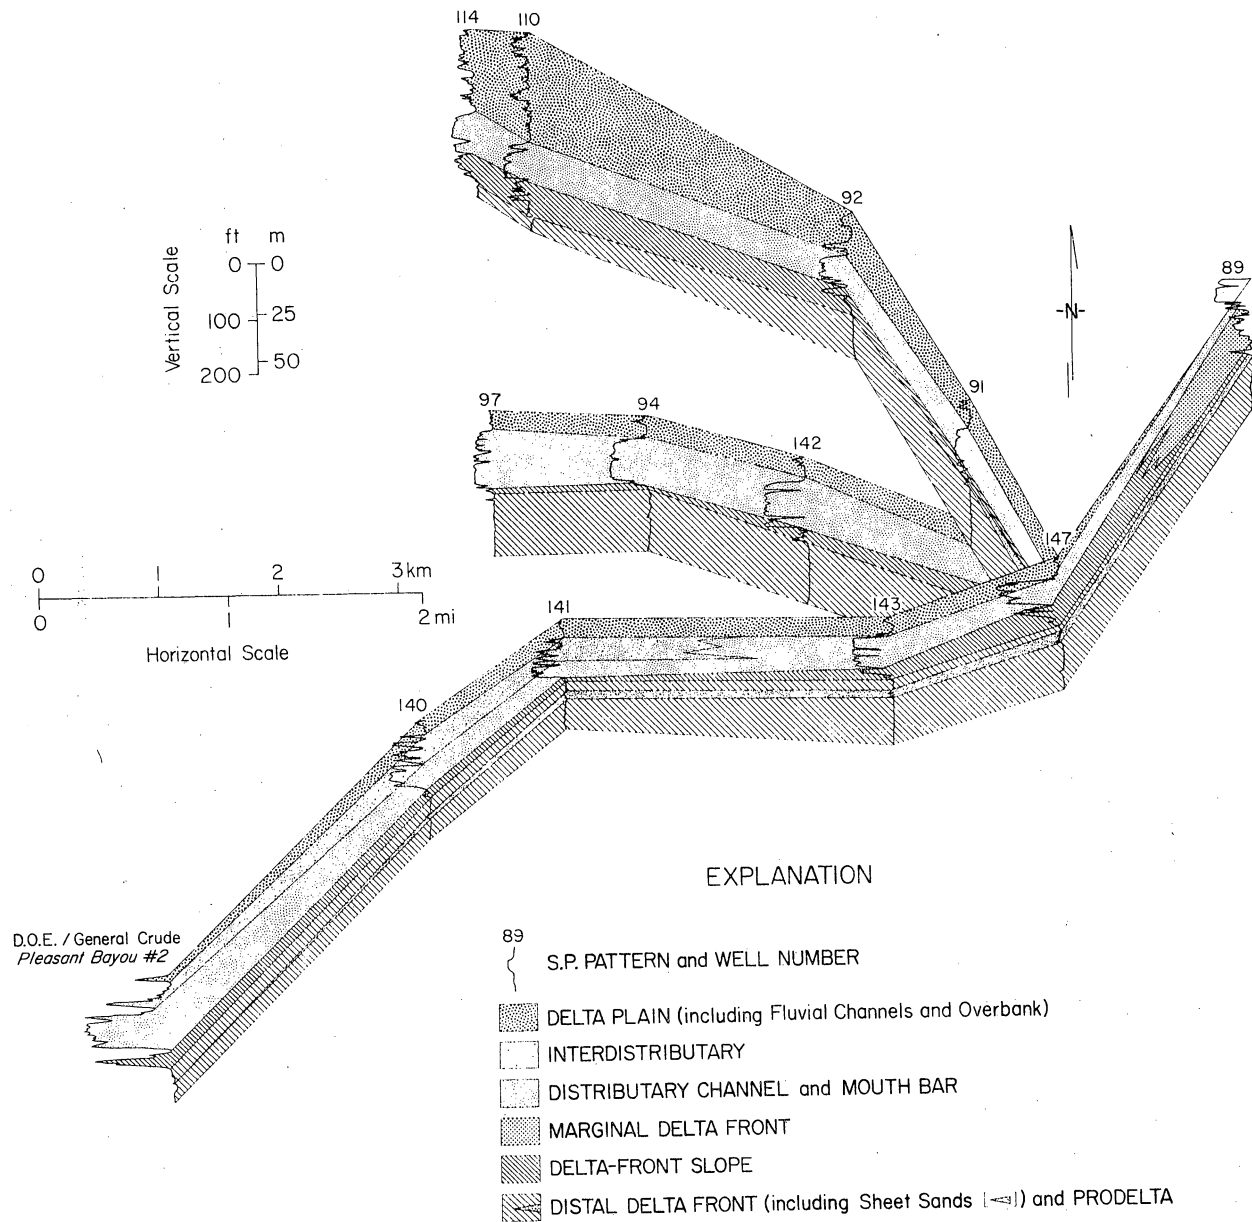 114 110
92
89
ft m
0 0
100 25
200 50
Vertical Scale
-N-
91
97 94
142
147
0 1 2 3 km
0 1 2 mi
Horizontal Scale
141 143
140
D.O.E. / General Crude
Pleasant Bayou #2
EXPLANATION
89
S.P. PATTERN and WELL NUMBER
DELTA PLAIN (including Fluvial Channels and Overbank)
INTERDISTRIBUTARY
DISTRIBUTARY CHANNEL and MOUTH BAR
MARGINAL DELTA FRONT
DELTA-FRONT SLOPE
DISTAL DELTA FRONT (including Sheet Sands [ ]) and PRODELTA